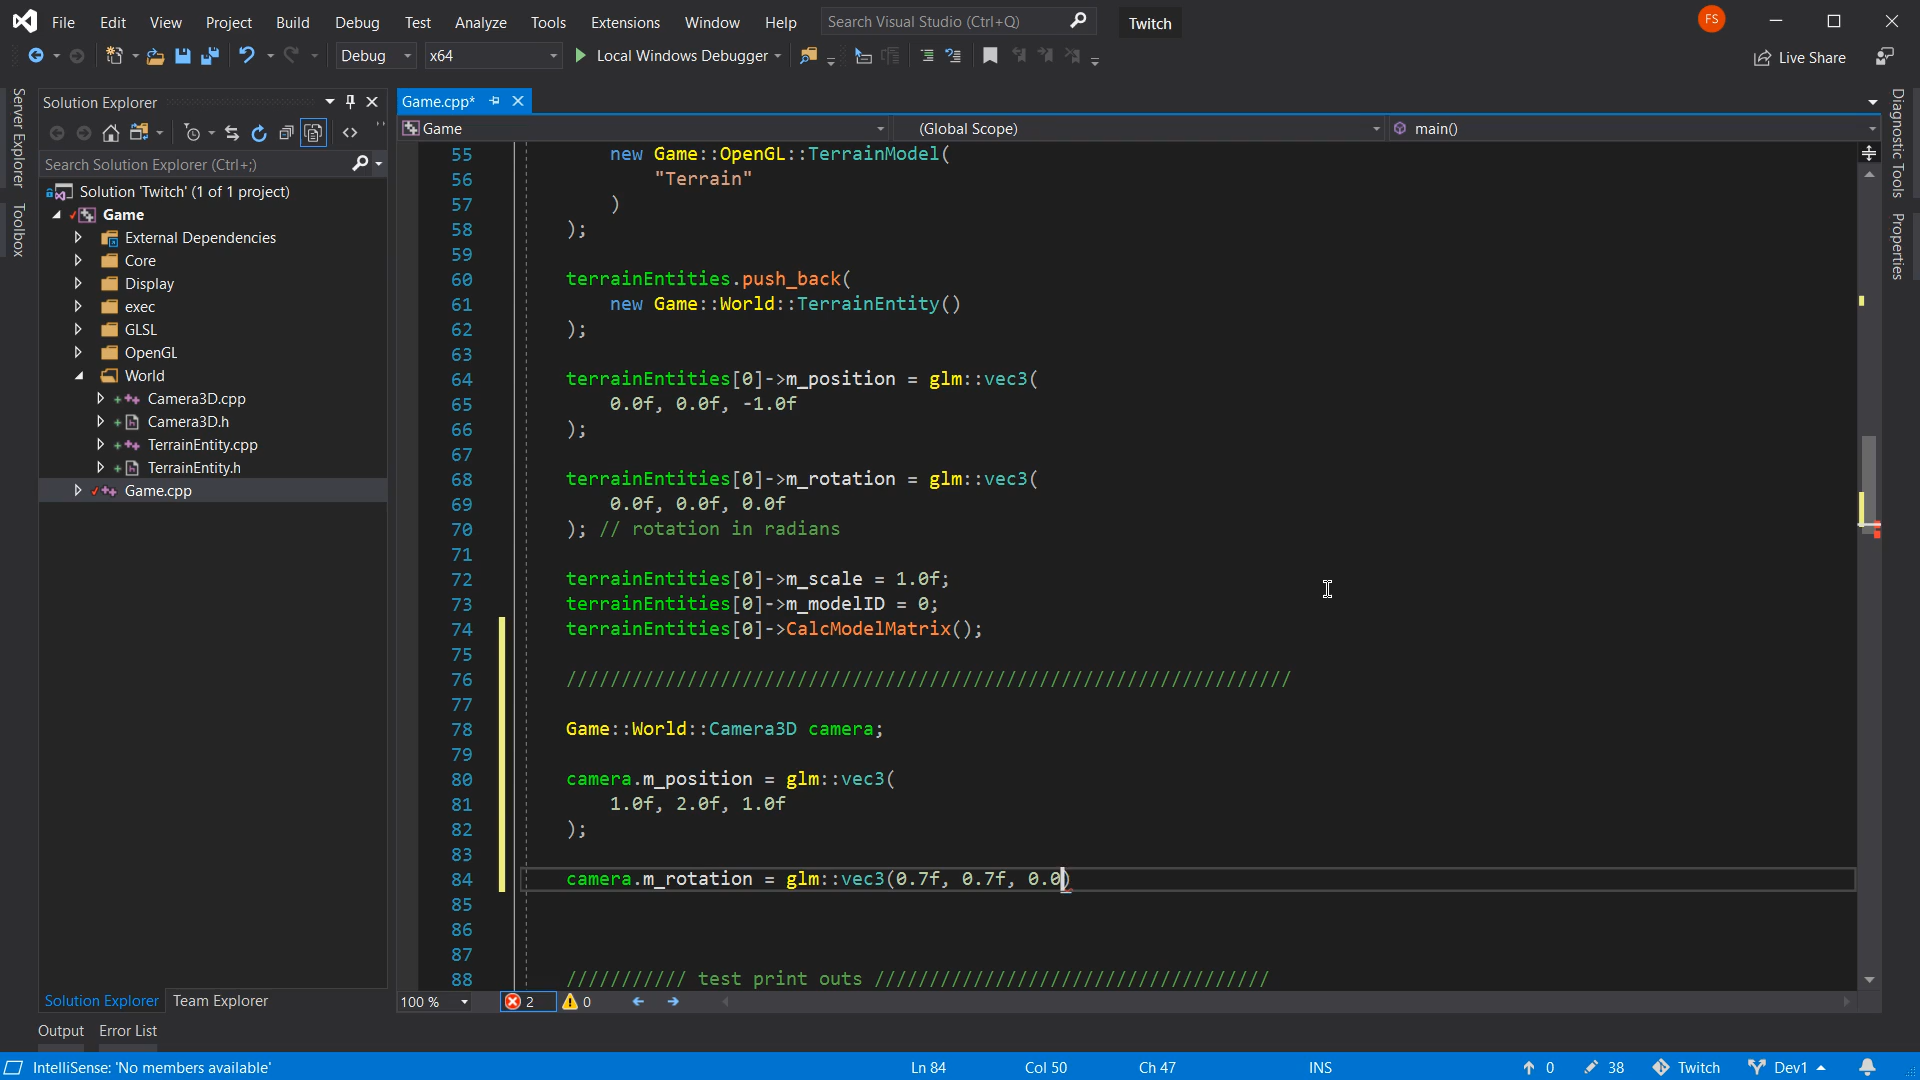 File Edit View Project Build Debug Test Analyze Tools Extensions Window Help Search Visual Studio (Ctrl+Q) Twitch FS
Debug x64 Local Windows Debugger Live Share
Server Explorer
Toolbox
Solution Explorer
Search Solution Explorer (Ctrl+;)
Solution 'Twitch' (1 of 1 project)
Game
External Dependencies
Core
Display
exec
GLSL
OpenGL
World
Camera3D.cpp
Camera3D.h
TerrainEntity.cpp
TerrainEntity.h
Game.cpp
Solution Explorer Team Explorer
Game.cpp*
Game (Global Scope) main()
55 new Game::OpenGL::TerrainModel(
56 "Terrain"
57 )
58 );
59
60 terrainEntities.push_back(
61 new Game::World::TerrainEntity()
62 );
63
64 terrainEntities[0]->m_position = glm::vec3(
65 0.0f, 0.0f, -1.0f
66 );
67
68 terrainEntities[0]->m_rotation = glm::vec3(
69 0.0f, 0.0f, 0.0f
70 ); // rotation in radians
71
72 terrainEntities[0]->m_scale = 1.0f;
73 terrainEntities[0]->m_modelID = 0;
74 terrainEntities[0]->CalcModelMatrix();
75
76 //////////////////////////////////////////////////////////////////
77
78 Game::World::Camera3D camera;
79
80 camera.m_position = glm::vec3(
81 1.0f, 2.0f, 1.0f
82 );
83
84 camera.m_rotation = glm::vec3(0.7f, 0.7f, 0.0)
85
86
87
88 /////////// test print outs ////////////////////////////////////
100 % 2 0
Diagnostic Tools
Properties
Output Error List
IntelliSense: 'No members available' Ln 84 Col 50 Ch 47 INS 0 38 Twitch Dev1